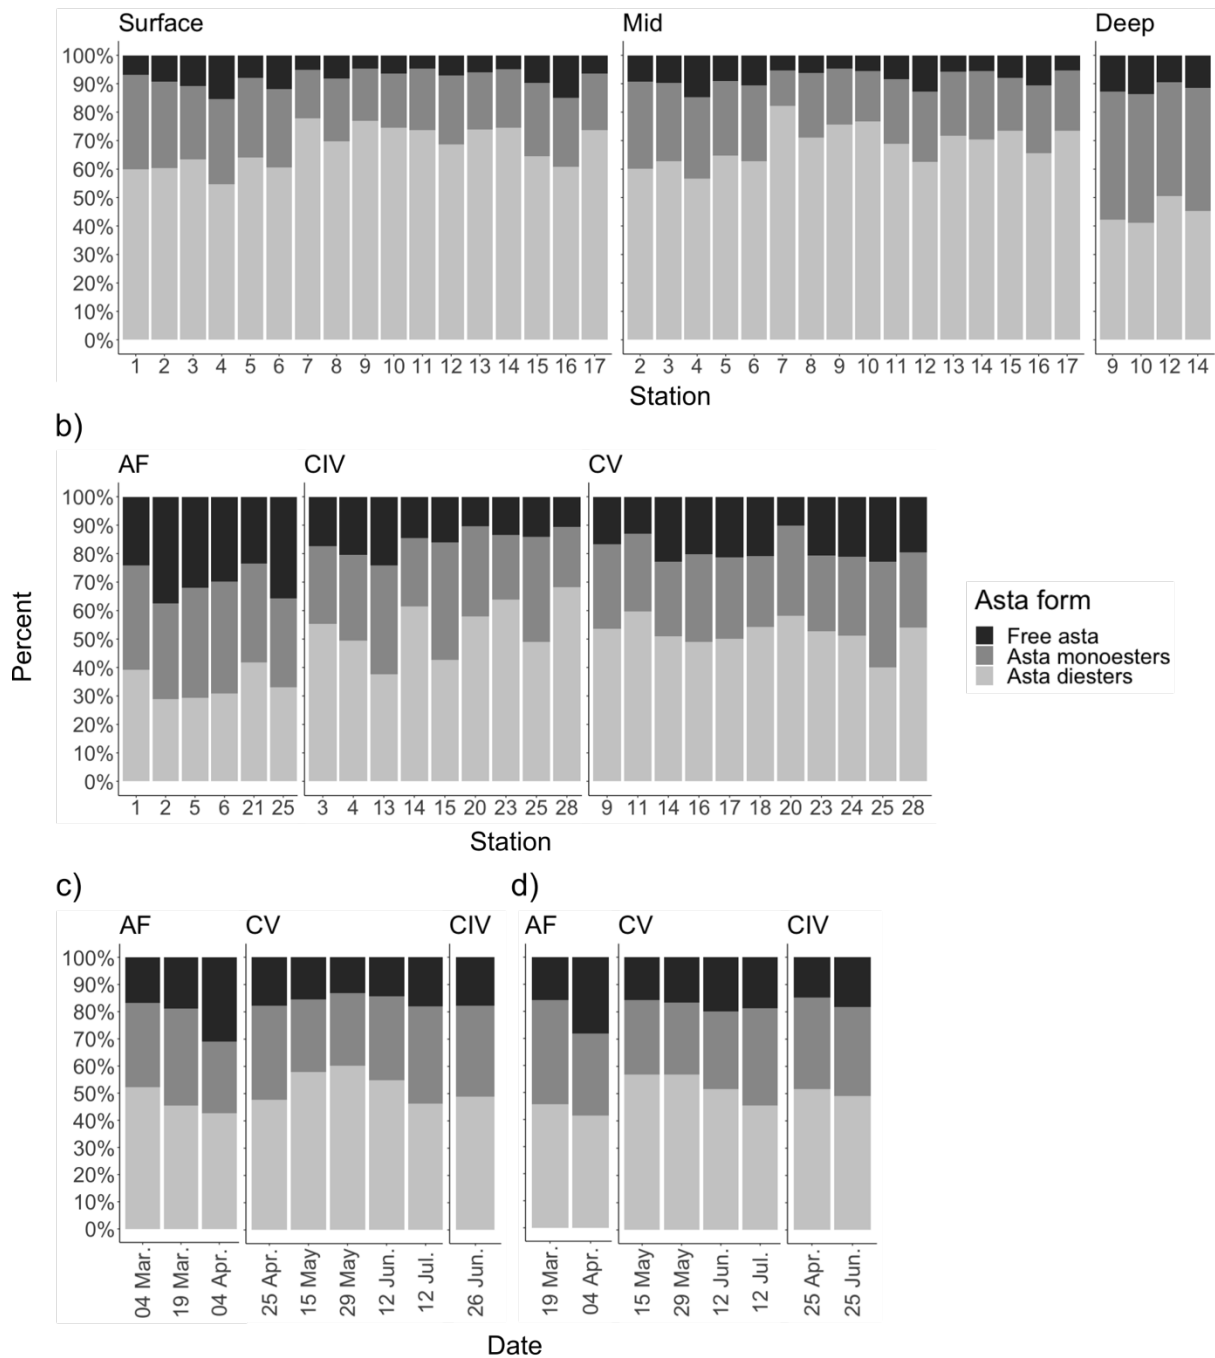 Surface Mid Deep
100%
90%
80%
70%
60%
50%
40%
30%
20%
10%
0%
1 2 3 4 5 6 7 8 9 10 11 12 13 14 15 16 17 2 3 4 5 6 7 8 9 10 11 12 13 14 15 16 17 9 10 12 14
Station
b)
AF CIV CV
100%
90%
80%
70%
60%
50%
40%
30%
20%
10%
0%
1 2 5 6 21 25 3 4 13 14 15 20 23 25 28 9 11 14 16 17 18 20 23 24 25 28
Station
Percent
Asta form
Free asta
Asta monoesters
Asta diesters
c) d)
AF CV CIV AF CV CIV
100%
90%
80%
70%
60%
50%
40%
30%
20%
10%
0%
04 Mar. 19 Mar. 04 Apr. 25 Apr. 15 May 29 May 12 Jun. 12 Jul. 26 Jun. 19 Mar. 04 Apr. 15 May 29 May 12 Jun. 12 Jul. 25 Apr. 25 Jun.
Date